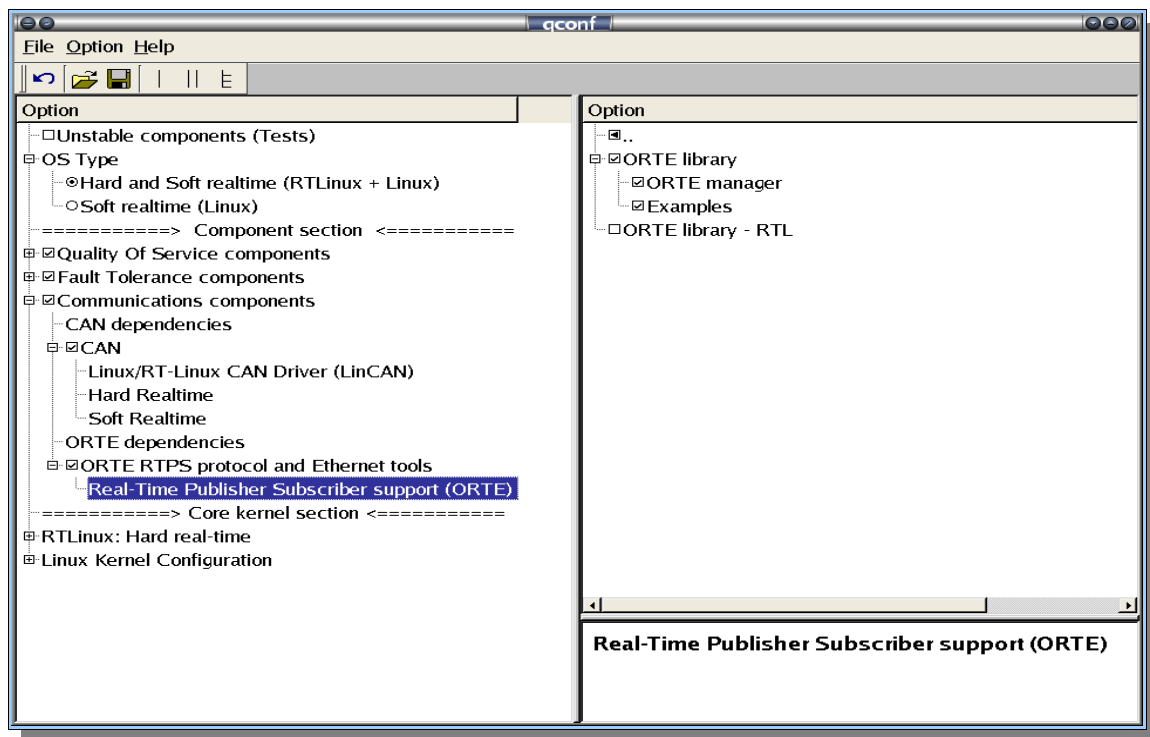 qconf
File Option Help
Option
Unstable components (Tests)
OS Type
Hard and Soft realtime (RTLinux + Linux)
Soft realtime (Linux)
===========> Component section <===========
Quality Of Service components
Fault Tolerance components
Communications components
CAN dependencies
CAN
Linux/RT-Linux CAN Driver (LinCAN)
Hard Realtime
Soft Realtime
ORTE dependencies
ORTE RTPS protocol and Ethernet tools
Real-Time Publisher Subscriber support (ORTE)
===========> Core kernel section <===========
RTLinux: Hard real-time
Linux Kernel Configuration
Option
..
ORTE library
ORTE manager
Examples
ORTE library - RTL
Real-Time Publisher Subscriber support (ORTE)